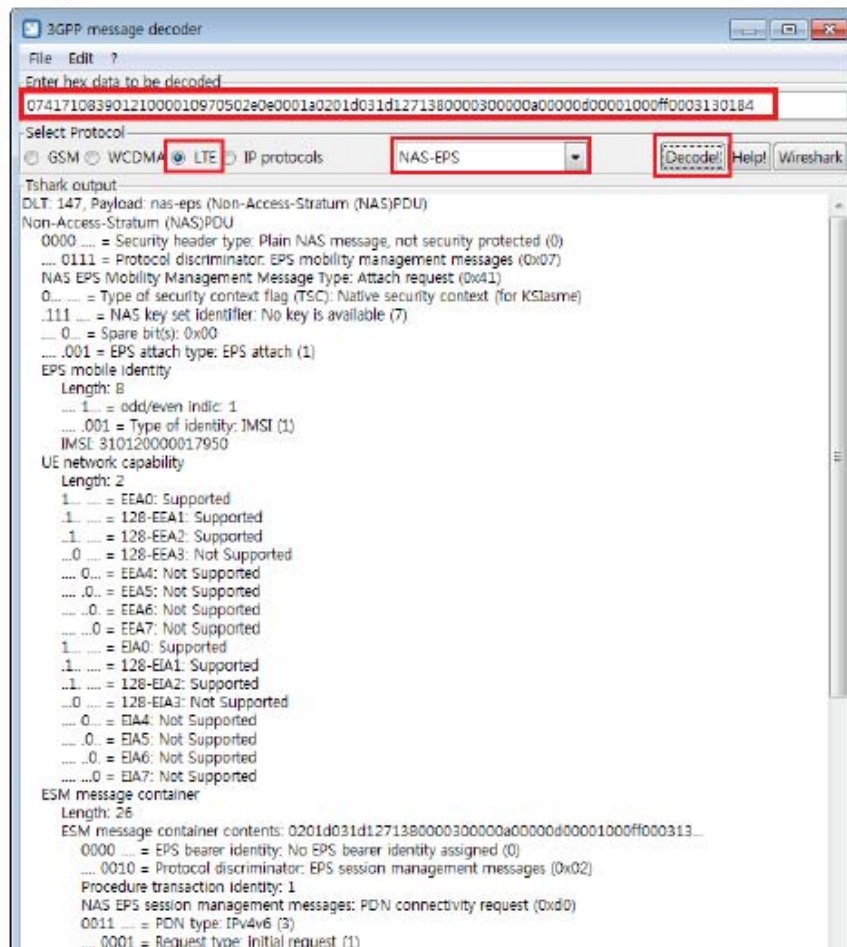 3GPP message decoder
File Edit ?
Enter hex data to be decoded
07417108390121000010970502e0e0001a0201d031d1271380000300000a00000d00001000ff0003130184
Select Protocol
GSM WCDMA LTE IP protocols NAS-EPS Decode! Help! Wireshark
Tshark output
DLT: 147, Payload: nas-eps (Non-Access-Stratum (NAS)PDU)
Non-Access-Stratum (NAS)PDU
0000 .... = Security header type: Plain NAS message, not security protected (0)
.... 0111 = Protocol discriminator: EPS mobility management messages (0x07)
NAS EPS Mobility Management Message Type: Attach request (0x41)
0... .... = Type of security context flag (TSC): Native security context (for KSIasme)
.111 .... = NAS key set identifier: No key is available (7)
.... 0... = Spare bit(s): 0x00
.... .001 = EPS attach type: EPS attach (1)
EPS mobile identity
Length: 8
.... 1... = odd/even indic: 1
.... .001 = Type of identity: IMSI (1)
IMSI: 310120000017950
UE network capability
Length: 2
1... .... = EEA0: Supported
.1.. .... = 128-EEA1: Supported
..1. .... = 128-EEA2: Supported
...0 .... = 128-EEA3: Not Supported
.... 0... = EEA4: Not Supported
.... .0.. = EEA5: Not Supported
.... ..0. = EEA6: Not Supported
.... ...0 = EEA7: Not Supported
1... .... = EIA0: Supported
.1.. .... = 128-EIA1: Supported
..1. .... = 128-EIA2: Supported
...0 .... = 128-EIA3: Not Supported
.... 0... = EIA4: Not Supported
.... .0.. = EIA5: Not Supported
.... ..0. = EIA6: Not Supported
.... ...0 = EIA7: Not Supported
ESM message container
Length: 26
ESM message container contents: 0201d031d1271380000300000a00000d00001000ff000313...
0000 .... = EPS bearer identity: No EPS bearer identity assigned (0)
.... 0010 = Protocol discriminator: EPS session management messages (0x02)
Procedure transaction identity: 1
NAS EPS session management messages: PDN connectivity request (0xd0)
0011 .... = PDN type: IPv4v6 (3)
.... 0001 = Request type: initial request (1)